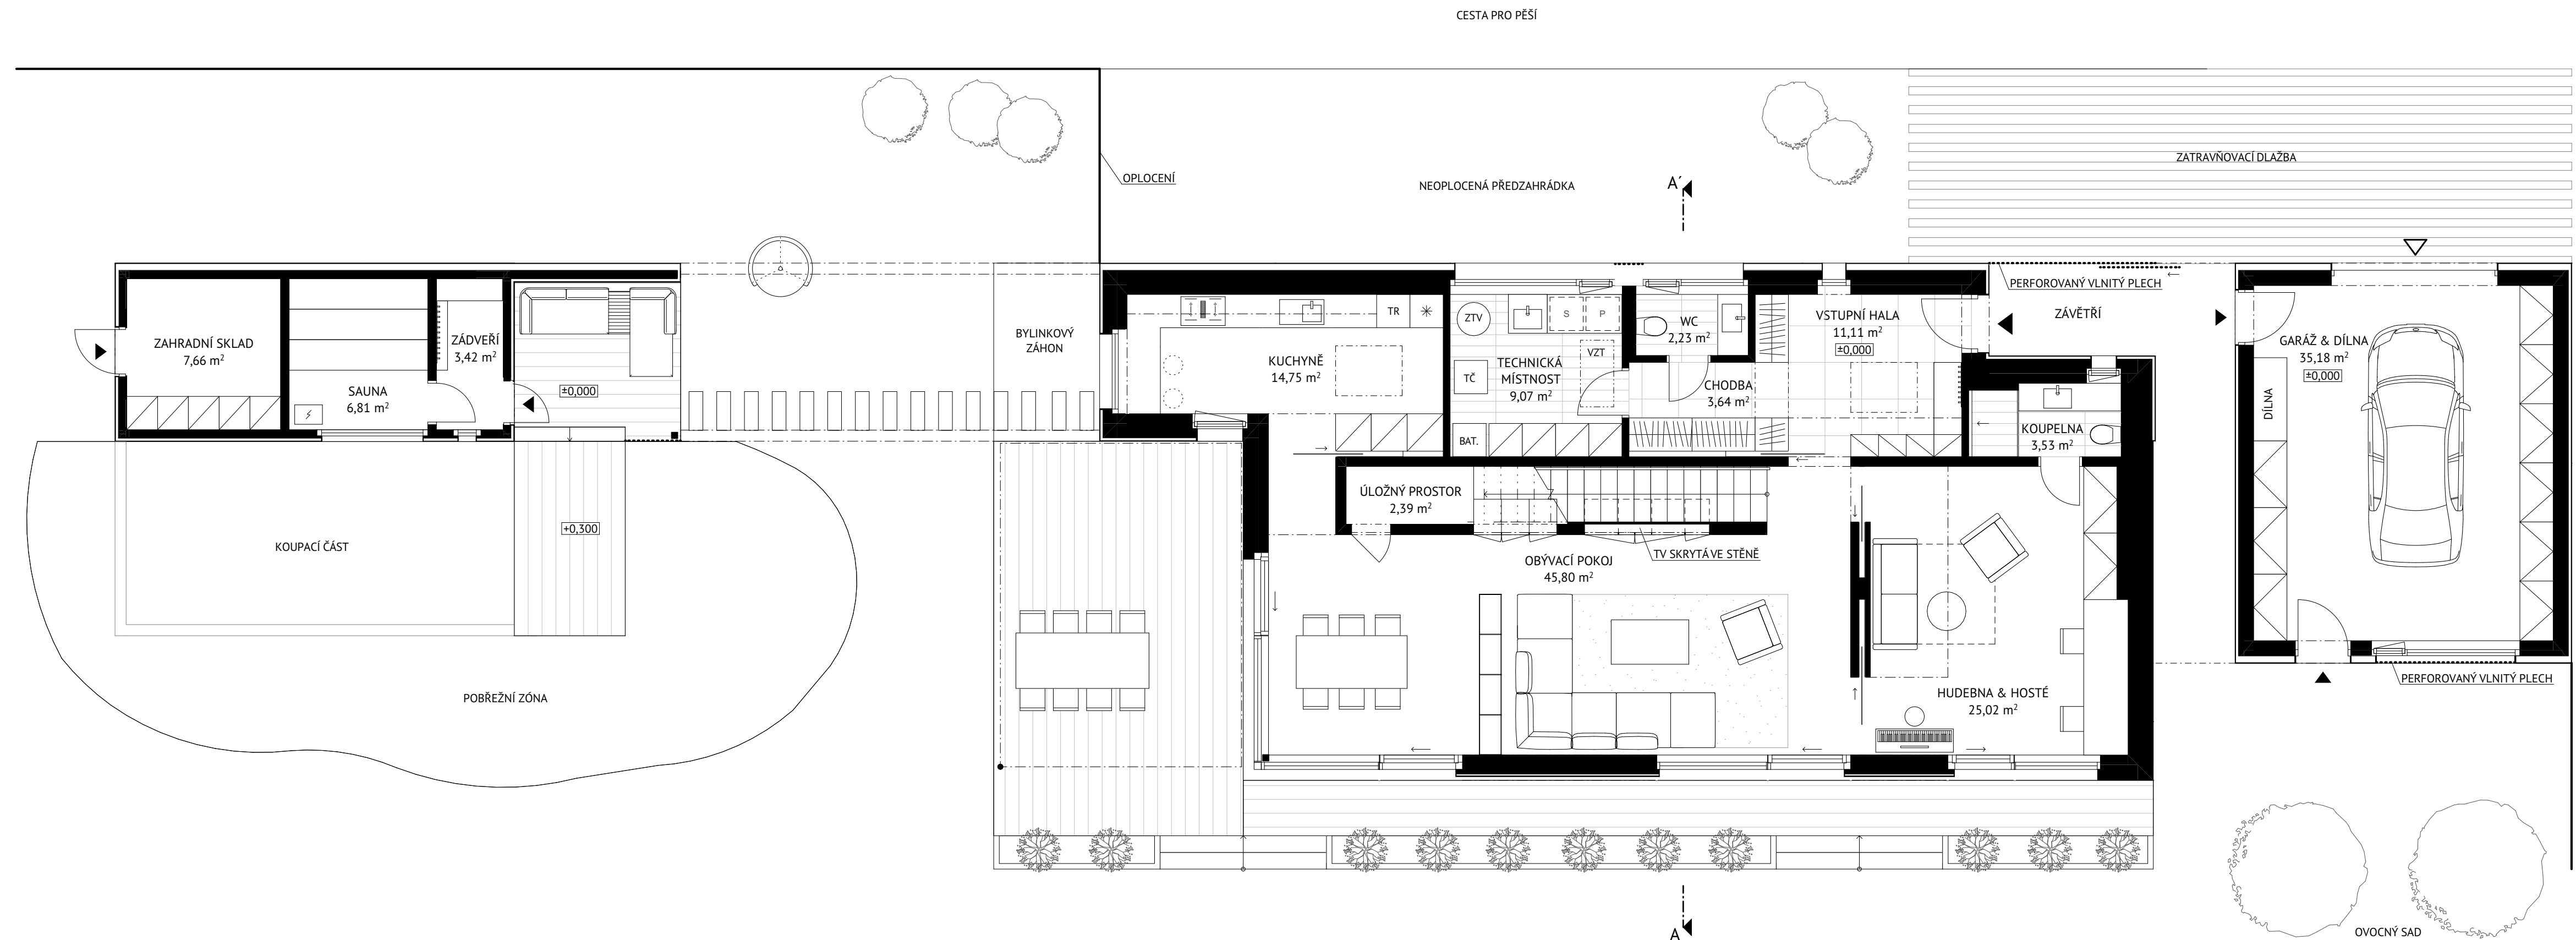 CESTA PRO PĚŠÍ
ZATRAVŇOVACÍ DLAŽBA
OPLOCENÍ
NEOPLOCENÁ PŘEDZAHRÁDKA
A´
PERFOROVANÝ VLNITÝ PLECH
ZÁVĚTŘÍ
ZAHRADNÍ SKLAD
7,66 m²
SAUNA
6,81 m²
ZÁDVEŘÍ
3,42 m²
±0,000
BYLINKOVÝ
ZÁHON
KUCHYNĚ
14,75 m²
TR
ZTV
S
P
VZT
TČ
TECHNICKÁ
MÍSTNOST
9,07 m²
BAT.
WC
2,23 m²
CHODBA
3,64 m²
VSTUPNÍ HALA
11,11 m²
±0,000
KOUPELNA
3,53 m²
GARÁŽ & DÍLNA
35,18 m²
±0,000
DÍLNA
ÚLOŽNÝ PROSTOR
2,39 m²
TV SKRYTÁ VE STĚNĚ
OBÝVACÍ POKOJ
45,80 m²
+0,300
KOUPACÍ ČÁST
POBŘEŽNÍ ZÓNA
HUDEBNA & HOSTÉ
25,02 m²
PERFOROVANÝ VLNITÝ PLECH
A
OVOCNÝ SAD